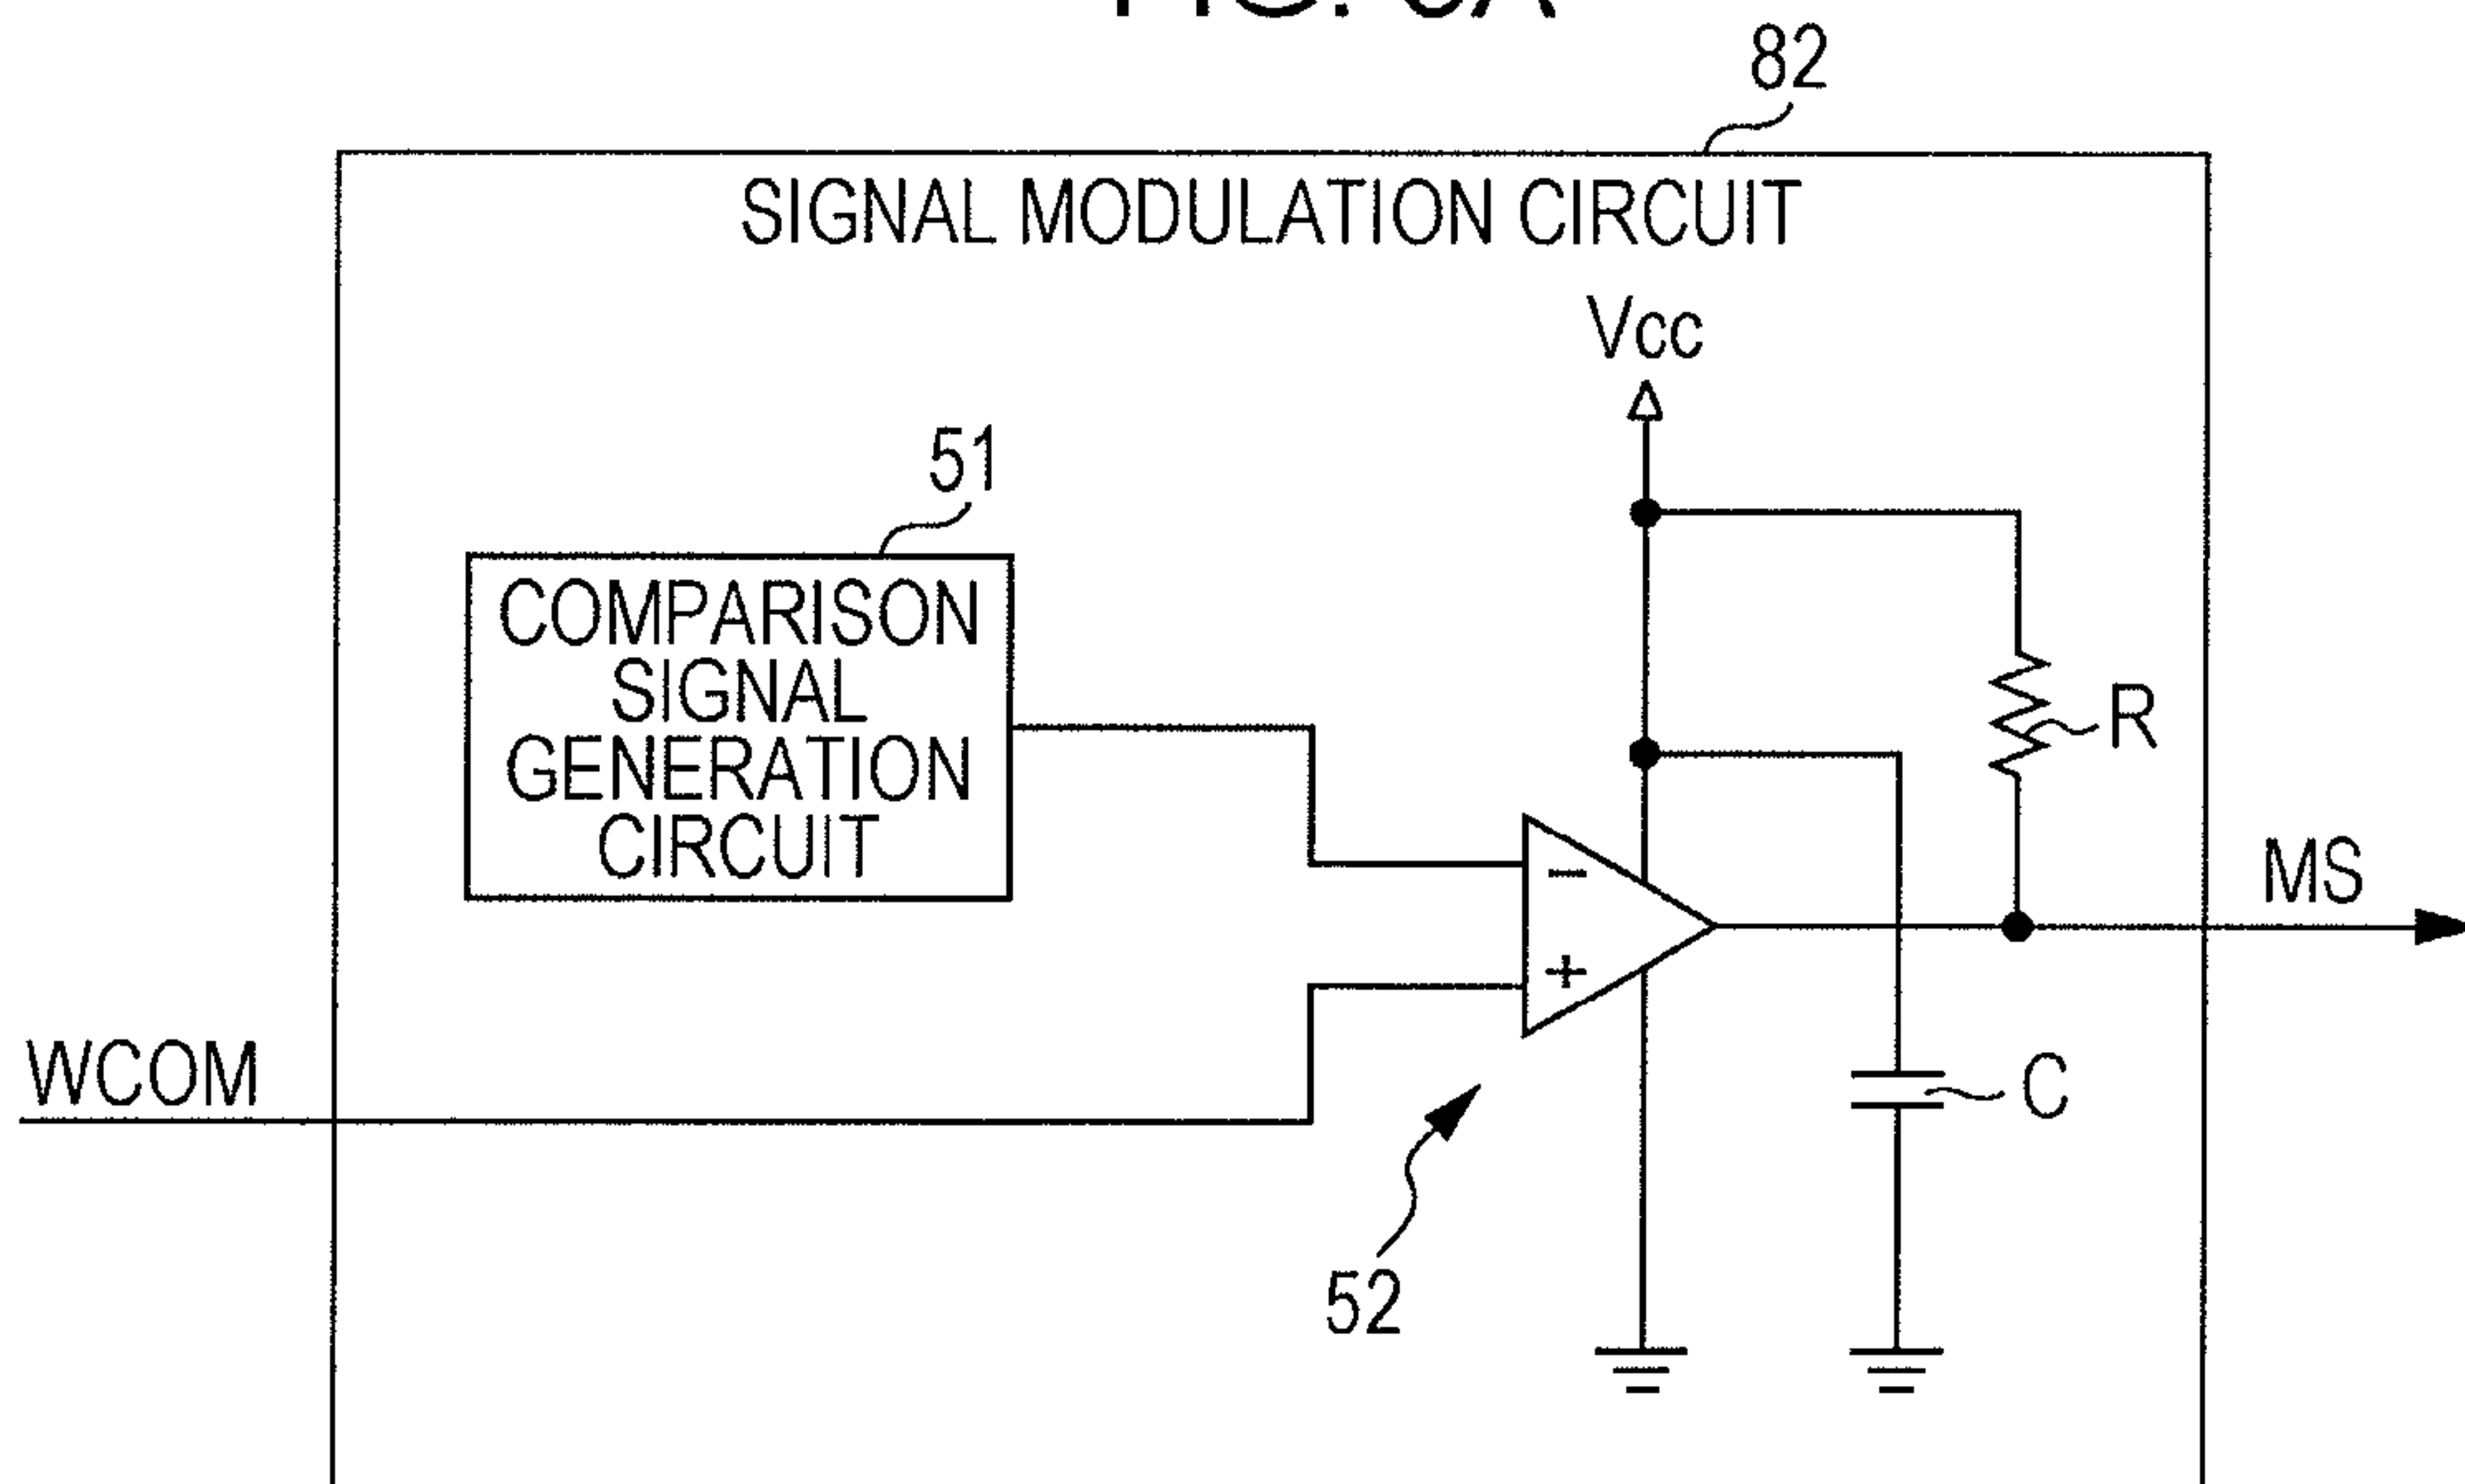 82
SIGNAL MODULATION CIRCUIT
Vcc
51
COMPARISON
SIGNAL
GENERATION
CIRCUIT
R
MS
−
+
WCOM
C
52